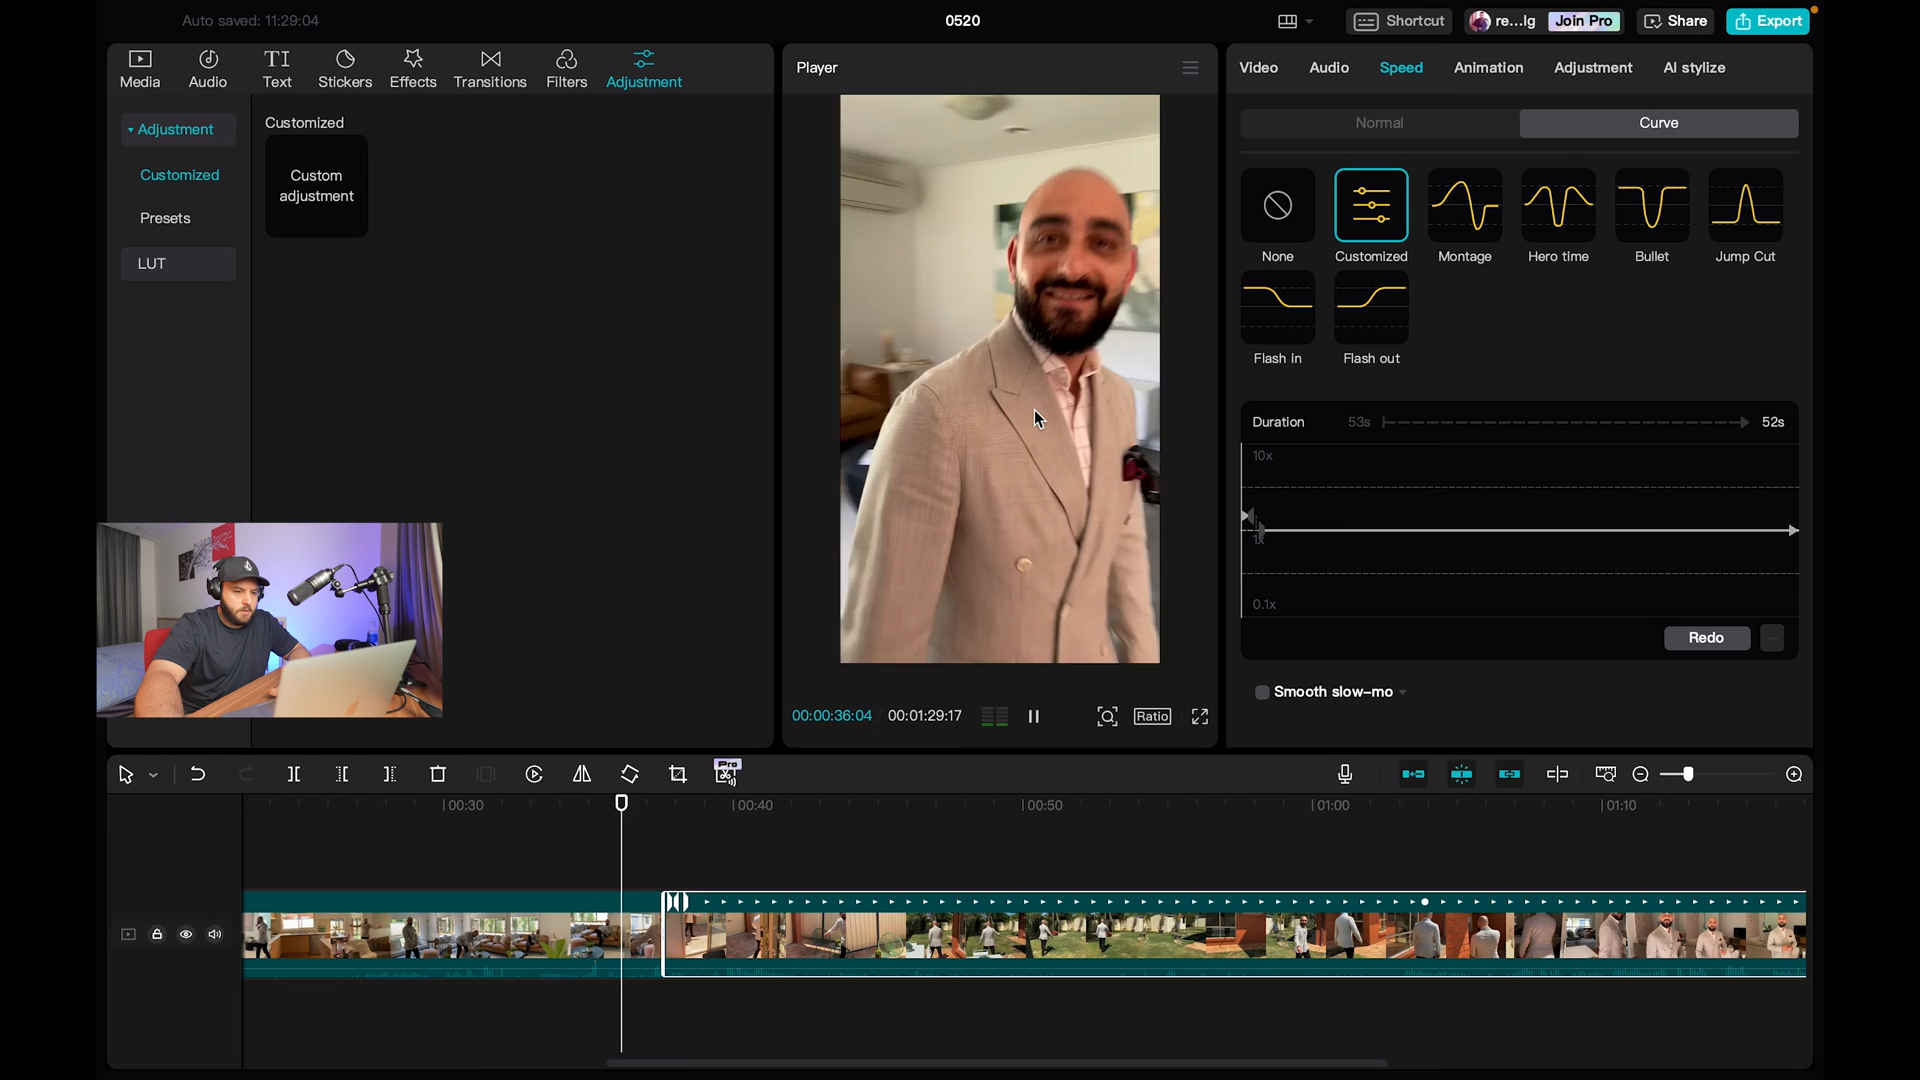 Auto saved: 11:29:04
0520
Shortcut
re...lg
Join Pro
Share
Export
Media
Audio
Text
Stickers
Effects
Transitions
Filters
Adjustment
Adjustment
Customized
Presets
LUT
Customized
Custom
adjustment
Player
00:00:36:04
00:01:29:17
Ratio
Video
Audio
Speed
Animation
Adjustment
AI stylize
Normal
Curve
None
Customized
Montage
Hero time
Bullet
Jump Cut
Flash in
Flash out
Duration
53s
52s
10x
1x
0.1x
Redo
Smooth slow-mo
Pro
00:30
00:40
00:50
01:00
01:10